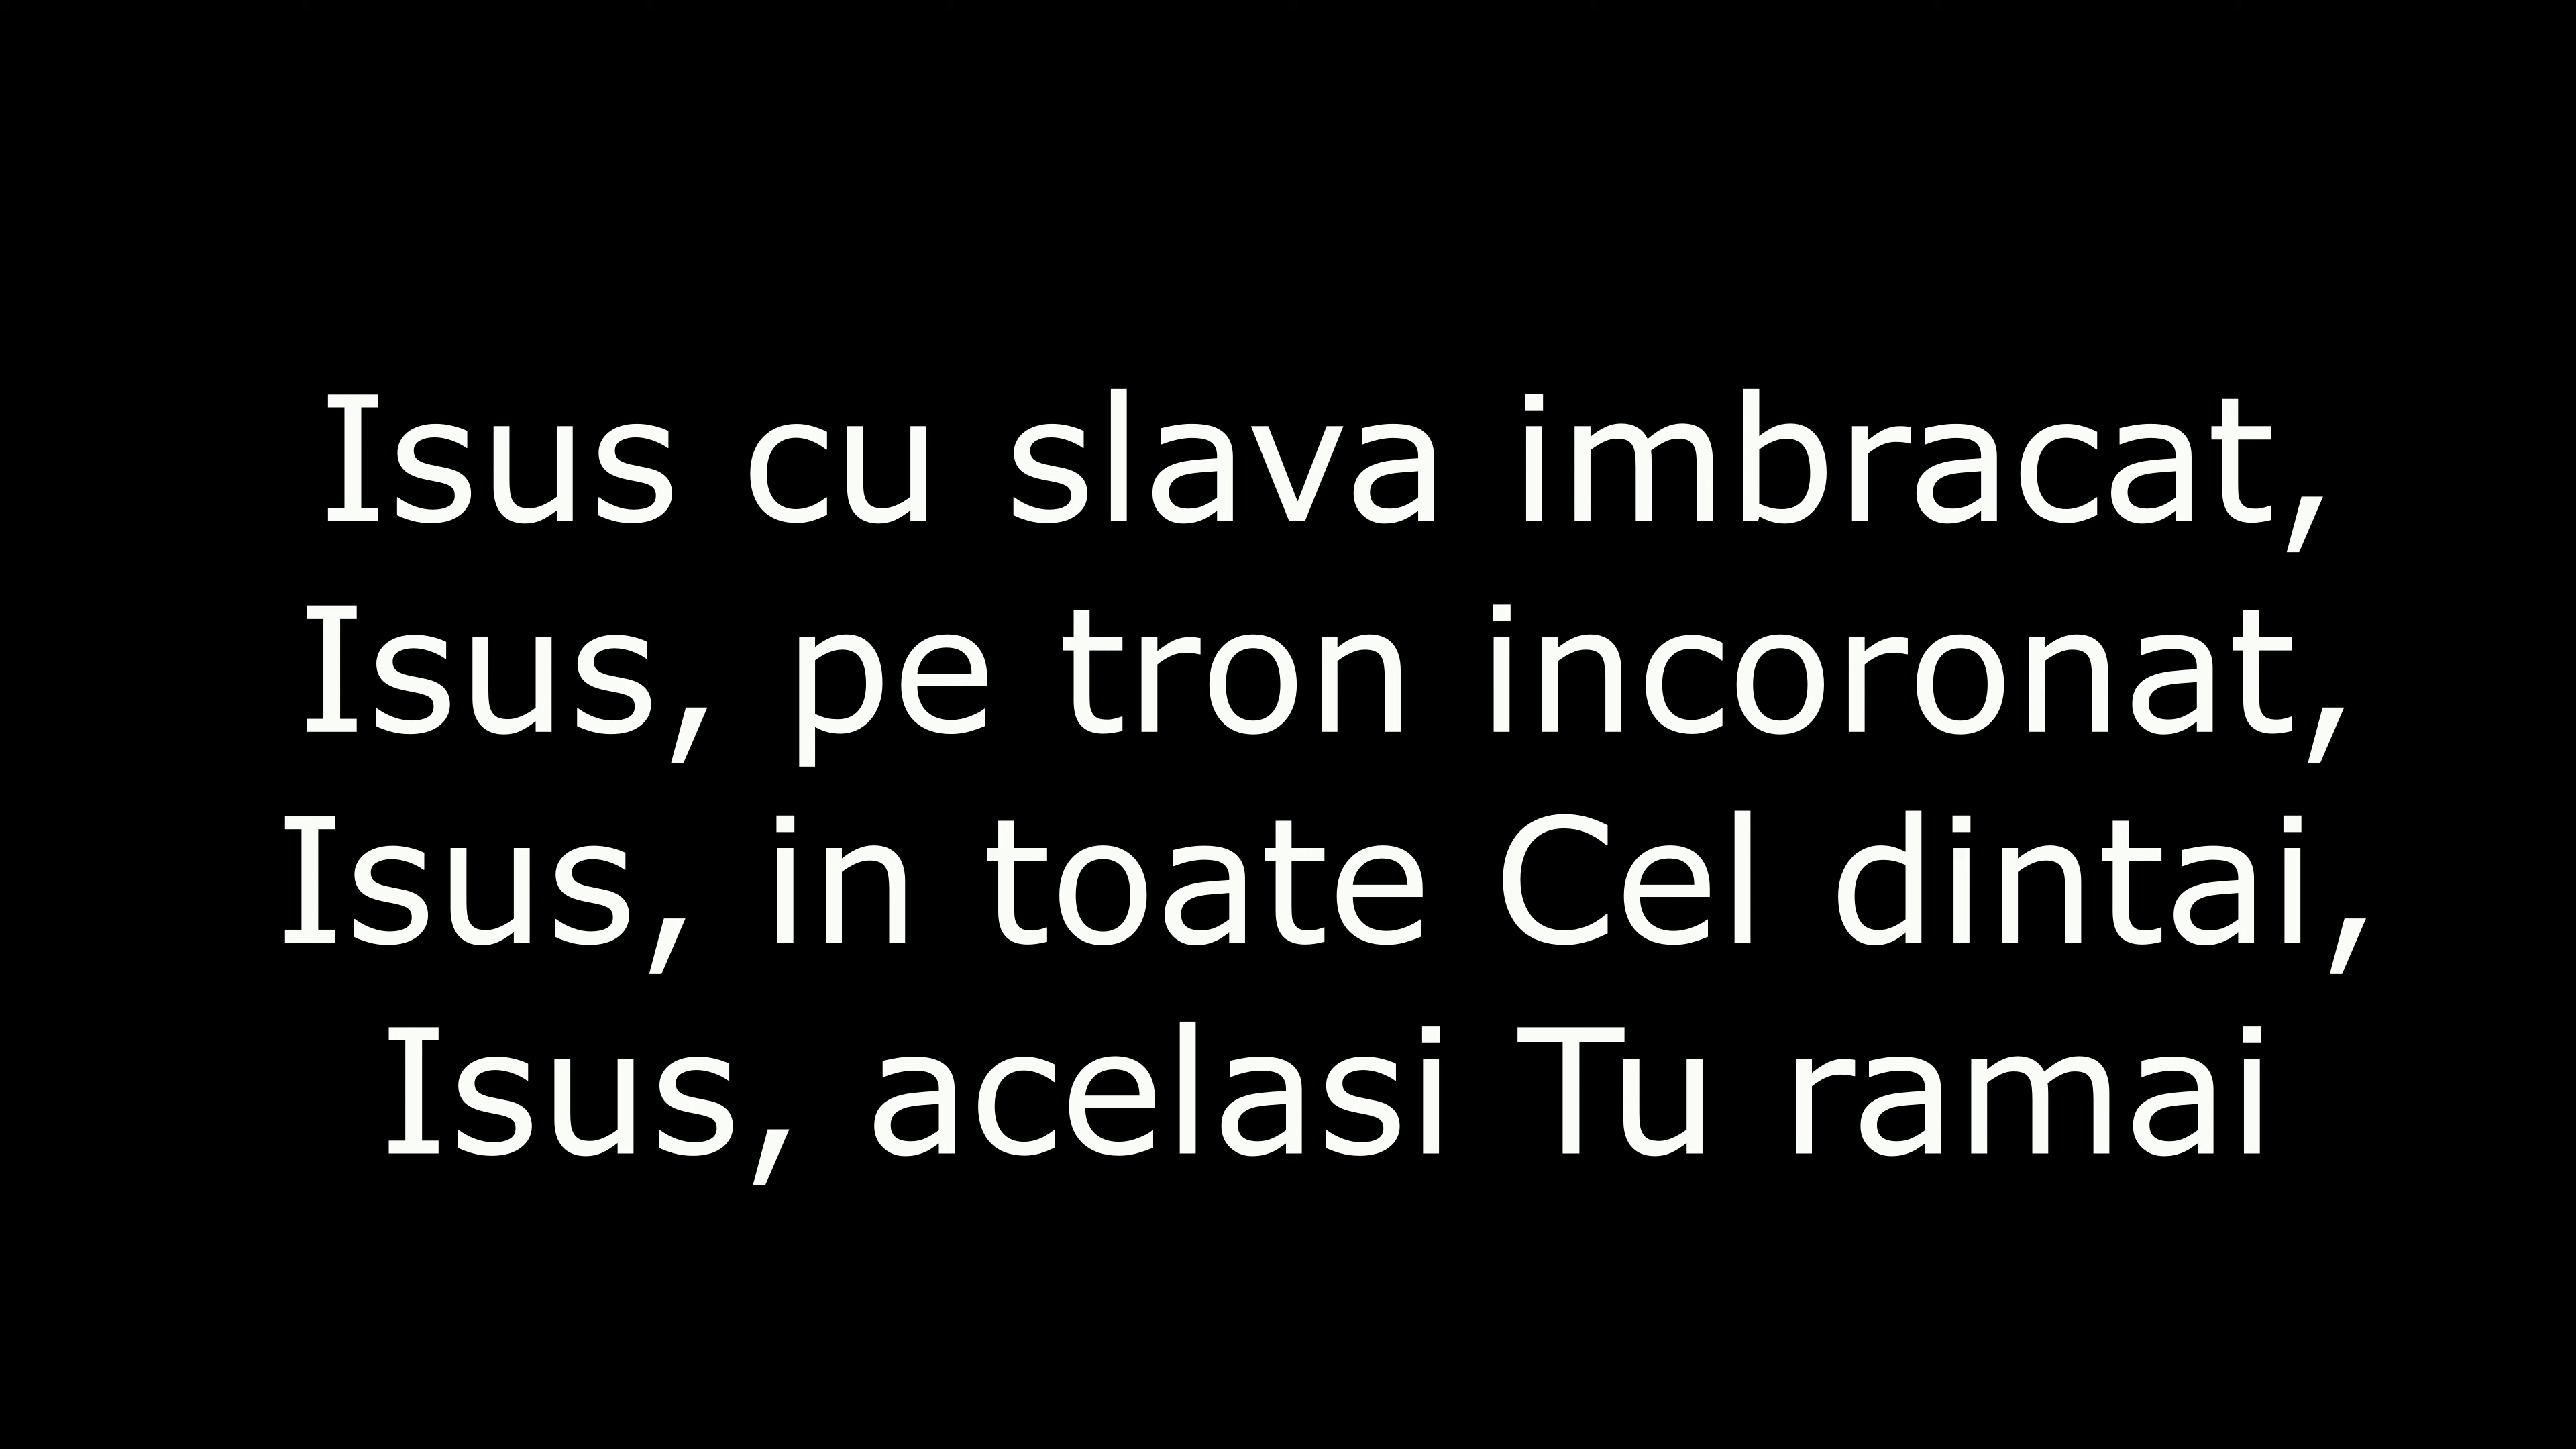 Isus cu slava imbracat,
Isus, pe tron incoronat,
Isus, in toate Cel dintai,
Isus, acelasi Tu ramai